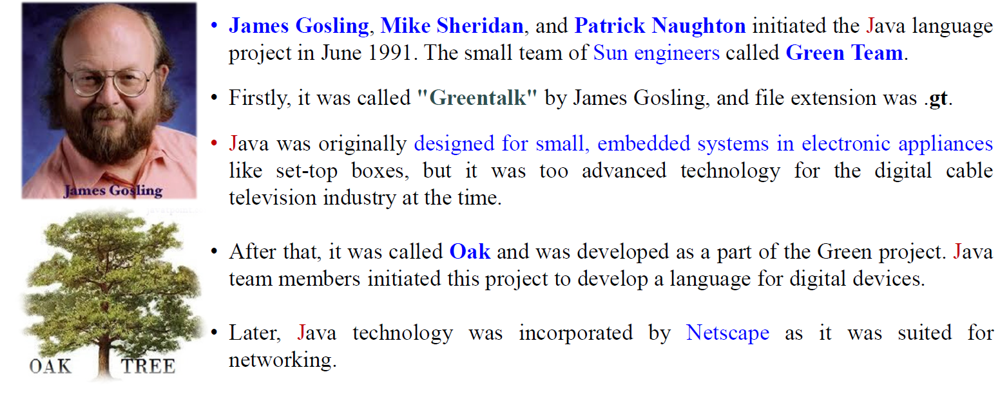 James Gosling
OAK TREE
• James Gosling, Mike Sheridan, and Patrick Naughton initiated the Java language
project in June 1991. The small team of Sun engineers called Green Team.
• Firstly, it was called "Greentalk" by James Gosling, and file extension was .gt.
• Java was originally designed for small, embedded systems in electronic appliances
like set-top boxes, but it was too advanced technology for the digital cable
television industry at the time.
• After that, it was called Oak and was developed as a part of the Green project. Java
team members initiated this project to develop a language for digital devices.
• Later, Java technology was incorporated by Netscape as it was suited for
networking.